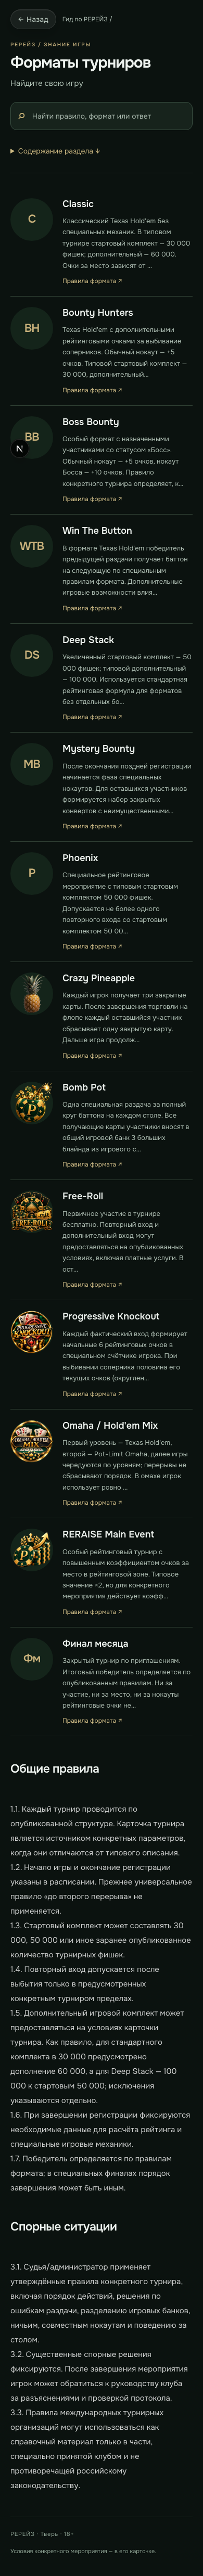 ← Назад
Гид по РЕРЕЙЗ /
РЕРЕЙЗ / ЗНАНИЕ ИГРЫ
Форматы турниров
Найдите свою игру
Найти правило, формат или ответ
▶ Содержание раздела ↓
C
Classic
Классический Texas Hold'em без
специальных механик. В типовом
турнире стартовый комплект — 30 000
фишек; дополнительный — 60 000.
Очки за место зависят от ...
Правила формата ↗
BH
Bounty Hunters
Texas Hold'em с дополнительными
рейтинговыми очками за выбивание
соперников. Обычный нокаут — +5
очков. Типовой стартовый комплект —
30 000, дополнительный...
Правила формата ↗
N
BB
Boss Bounty
Особый формат с назначенными
участниками со статусом «Босс».
Обычный нокаут — +5 очков, нокаут
Босса — +10 очков. Правило
конкретного турнира определяет, к...
Правила формата ↗
WTB
Win The Button
В формате Texas Hold'em победитель
предыдущей раздачи получает баттон
на следующую по специальным
правилам формата. Дополнительные
игровые возможности влия...
Правила формата ↗
DS
Deep Stack
Увеличенный стартовый комплект — 50
000 фишек; типовой дополнительный
— 100 000. Используется стандартная
рейтинговая формула для форматов
без отдельных бо...
Правила формата ↗
MB
Mystery Bounty
После окончания поздней регистрации
начинается фаза специальных
нокаутов. Для оставшихся участников
формируется набор закрытых
конвертов с неимущественными...
Правила формата ↗
P
Phoenix
Специальное рейтинговое
мероприятие с типовым стартовым
комплектом 50 000 фишек.
Допускается не более одного
повторного входа со стартовым
комплектом 50 00...
Правила формата ↗
Crazy Pineapple
Каждый игрок получает три закрытые
карты. После завершения торговли на
флопе каждый оставшийся участник
сбрасывает одну закрытую карту.
Дальше игра продолж...
Правила формата ↗
P
Bomb Pot
Одна специальная раздача за полный
круг баттона на каждом столе. Все
получающие карты участники вносят в
общий игровой банк 3 больших
блайнда из игрового с...
Правила формата ↗
FREE-ROLL
Free-Roll
Первичное участие в турнире
бесплатно. Повторный вход и
дополнительный вход могут
предоставляться на опубликованных
условиях, включая платные услуги. В
ост...
Правила формата ↗
PROGRESSIVE
KNOCKOUT
Progressive Knockout
Каждый фактический вход формирует
начальные 6 рейтинговых очков в
специальном счётчике игрока. При
выбивании соперника половина его
текущих очков (округлен...
Правила формата ↗
MIX
Omaha / Hold'em Mix
Первый уровень — Texas Hold'em,
второй — Pot-Limit Omaha, далее игры
чередуются по уровням; перерывы не
сбрасывают порядок. В омахе игрок
использует ровно ...
Правила формата ↗
P
RERAISE Main Event
Особый рейтинговый турнир с
повышенным коэффициентом очков за
место в рейтинговой зоне. Типовое
значение ×2, но для конкретного
мероприятия действует коэфф...
Правила формата ↗
Фм
Финал месяца
Закрытый турнир по приглашениям.
Итоговый победитель определяется по
опубликованным правилам. Ни за
участие, ни за место, ни за нокауты
рейтинговые очки не...
Правила формата ↗
Общие правила
1.1. Каждый турнир проводится по
опубликованной структуре. Карточка турнира
является источником конкретных параметров,
когда они отличаются от типового описания.
1.2. Начало игры и окончание регистрации
указаны в расписании. Прежнее универсальное
правило «до второго перерыва» не
применяется.
1.3. Стартовый комплект может составлять 30
000, 50 000 или иное заранее опубликованное
количество турнирных фишек.
1.4. Повторный вход допускается после
выбытия только в предусмотренных
конкретным турниром пределах.
1.5. Дополнительный игровой комплект может
предоставляться на условиях карточки
турнира. Как правило, для стандартного
комплекта в 30 000 предусмотрено
дополнение 60 000, а для Deep Stack — 100
000 к стартовым 50 000; исключения
указываются отдельно.
1.6. При завершении регистрации фиксируются
необходимые данные для расчёта рейтинга и
специальные игровые механики.
1.7. Победитель определяется по правилам
формата; в специальных финалах порядок
завершения может быть иным.
Спорные ситуации
3.1. Судья/администратор применяет
утверждённые правила конкретного турнира,
включая порядок действий, решения по
ошибкам раздачи, разделению игровых банков,
ничьим, совместным нокаутам и поведению за
столом.
3.2. Существенные спорные решения
фиксируются. После завершения мероприятия
игрок может обратиться к руководству клуба
за разъяснениями и проверкой протокола.
3.3. Правила международных турнирных
организаций могут использоваться как
справочный материал только в части,
специально принятой клубом и не
противоречащей российскому
законодательству.
РЕРЕЙЗ · Тверь · 18+
Условия конкретного мероприятия — в его карточке.